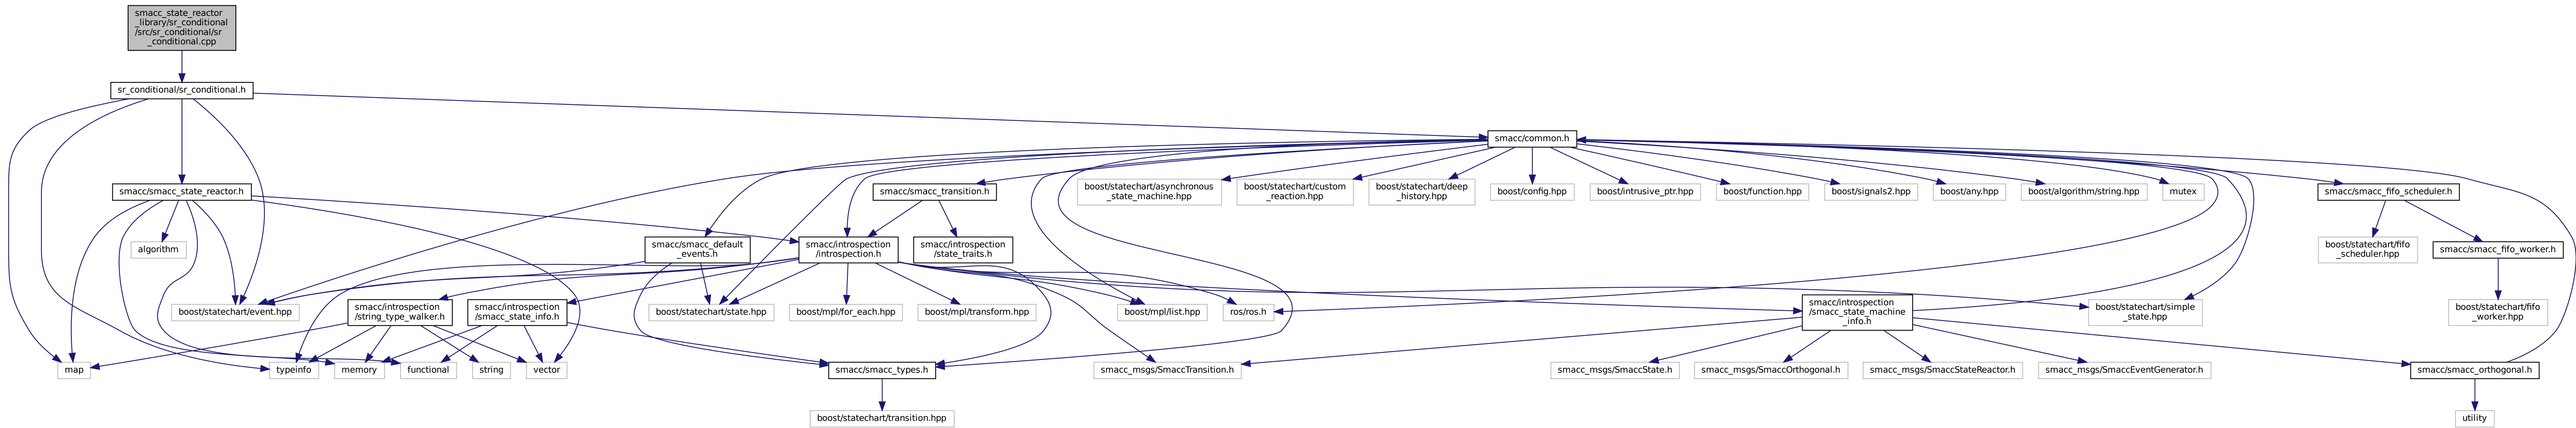 smacc_state_reactor
_library/sr_conditional
/src/sr_conditional/sr
_conditional.cpp
sr_conditional/sr_conditional.h
smacc/common.h
smacc/smacc_state_reactor.h
smacc/smacc_transition.h
boost/statechart/asynchronous
_state_machine.hpp
boost/statechart/custom
_reaction.hpp
boost/statechart/deep
_history.hpp
boost/config.hpp
boost/intrusive_ptr.hpp
boost/function.hpp
boost/signals2.hpp
boost/any.hpp
boost/algorithm/string.hpp
mutex
smacc/smacc_fifo_scheduler.h
algorithm
smacc/smacc_default
_events.h
smacc/introspection
/introspection.h
smacc/introspection
/state_traits.h
boost/statechart/fifo
_scheduler.hpp
smacc/smacc_fifo_worker.h
boost/statechart/event.hpp
smacc/introspection
/string_type_walker.h
smacc/introspection
/smacc_state_info.h
boost/statechart/state.hpp
boost/mpl/for_each.hpp
boost/mpl/transform.hpp
boost/mpl/list.hpp
ros/ros.h
smacc/introspection
/smacc_state_machine
_info.h
boost/statechart/simple
_state.hpp
boost/statechart/fifo
_worker.hpp
map
typeinfo
memory
functional
string
vector
smacc/smacc_types.h
smacc_msgs/SmaccTransition.h
smacc_msgs/SmaccState.h
smacc_msgs/SmaccOrthogonal.h
smacc_msgs/SmaccStateReactor.h
smacc_msgs/SmaccEventGenerator.h
smacc/smacc_orthogonal.h
boost/statechart/transition.hpp
utility